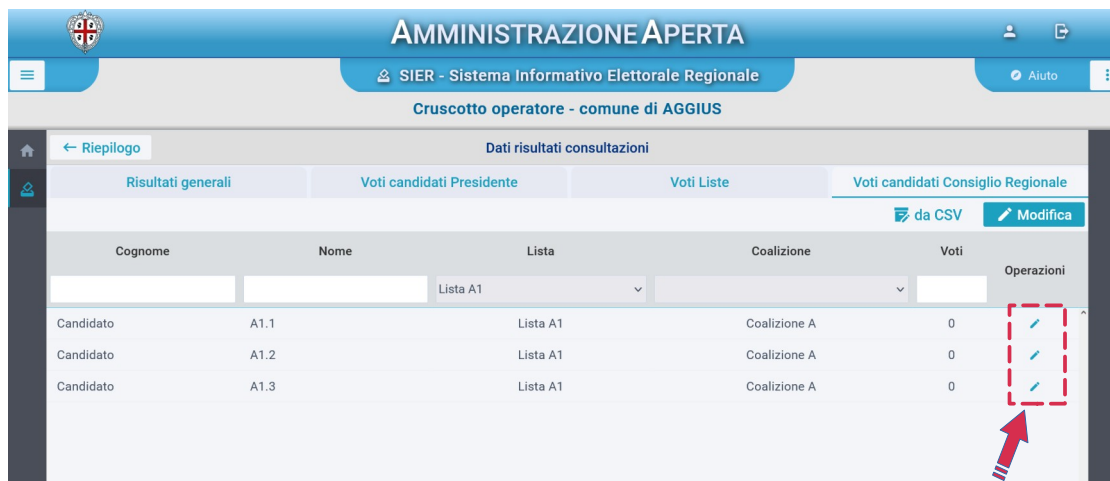 AMMINISTRAZIONE APERTA
SIER - Sistema Informativo Elettorale Regionale
Aiuto
Cruscotto operatore - comune di AGGIUS
← Riepilogo
Dati risultati consultazioni
Risultati generali
Voti candidati Presidente
Voti Liste
Voti candidati Consiglio Regionale
da CSV
Modifica
Cognome
Nome
Lista
Coalizione
Voti
Operazioni
Lista A1
Candidato A1.1 Lista A1 Coalizione A 0
Candidato A1.2 Lista A1 Coalizione A 0
Candidato A1.3 Lista A1 Coalizione A 0